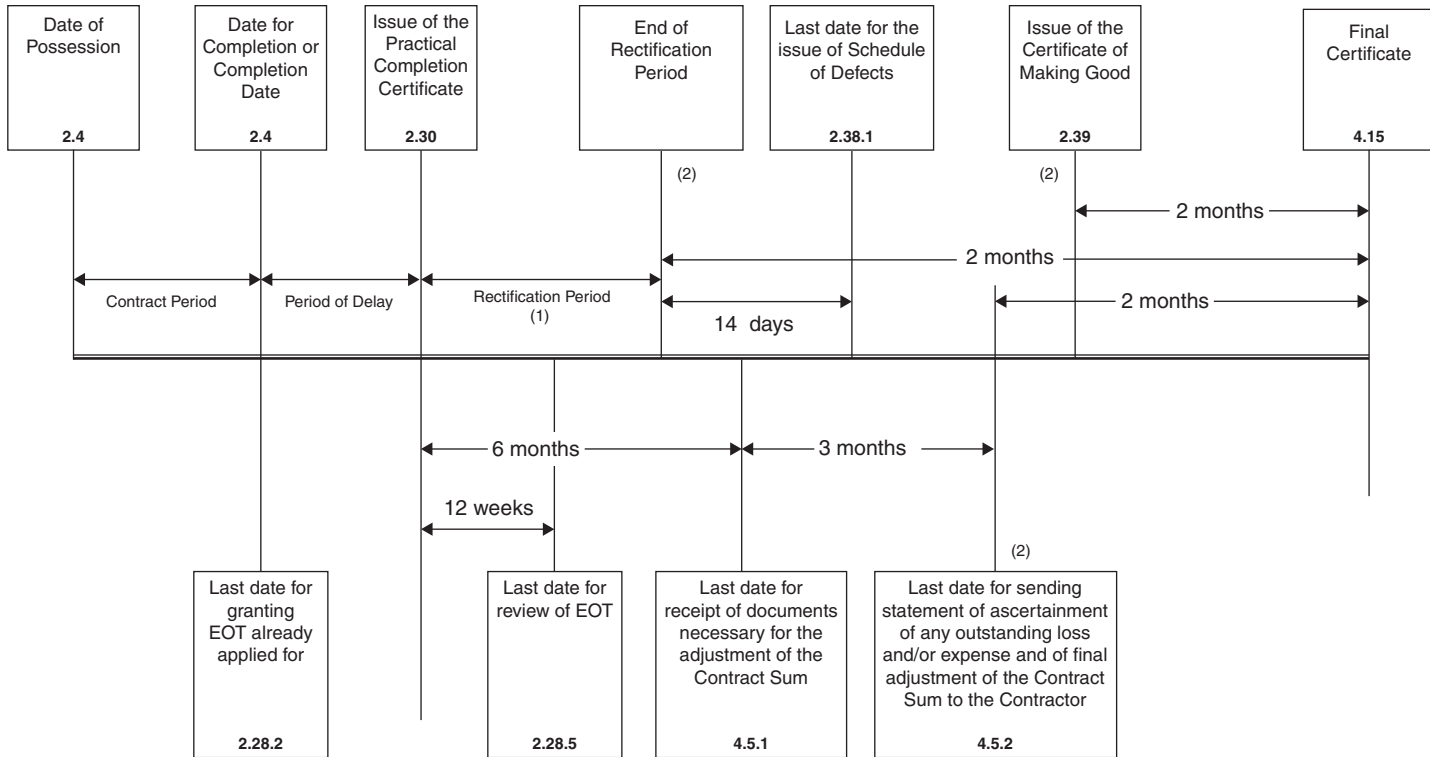 Date of
Possession
2.4
Date for
Completion or
Completion
Date
2.4
Issue of the
Practical
Completion
Certificate
2.30
End of
Rectification
Period
Last date for the
issue of Schedule
of Defects
2.38.1
Issue of the
Certificate of
Making Good
2.39
Final
Certificate
4.15
(2)
(2)
2 months
2 months
Contract Period
Period of Delay
Rectification Period
(1)
14 days
2 months
6 months
3 months
12 weeks
(2)
Last date for
granting
EOT already
applied for
2.28.2
Last date for
review of EOT
2.28.5
Last date for
receipt of documents
necessary for the
adjustment of the
Contract Sum
4.5.1
Last date for sending
statement of ascertainment
of any outstanding loss
and/or expense and of final
adjustment of the Contract
Sum to the Contractor
4.5.2